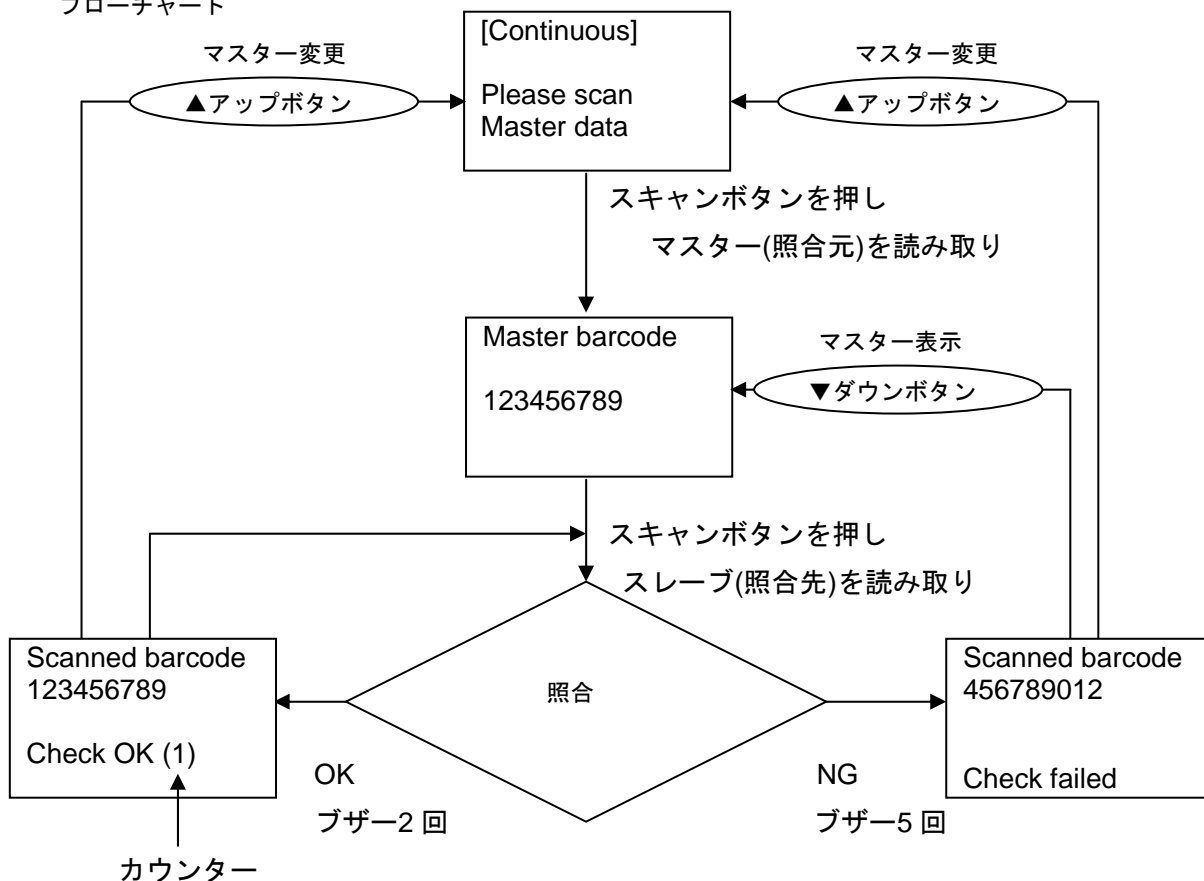 フローチャート
[Continuous]
Please scan
Master data
マスター変更
▲アップボタン
マスター変更
▲アップボタン
スキャンボタンを押し
マスター(照合元)を読み取り
Master barcode
123456789
マスター表示
▼ダウンボタン
スキャンボタンを押し
スレーブ(照合先)を読み取り
照合
Scanned barcode
123456789
Check OK (1)
カウンター
OK
ブザー2 回
NG
ブザー5 回
Scanned barcode
456789012
Check failed